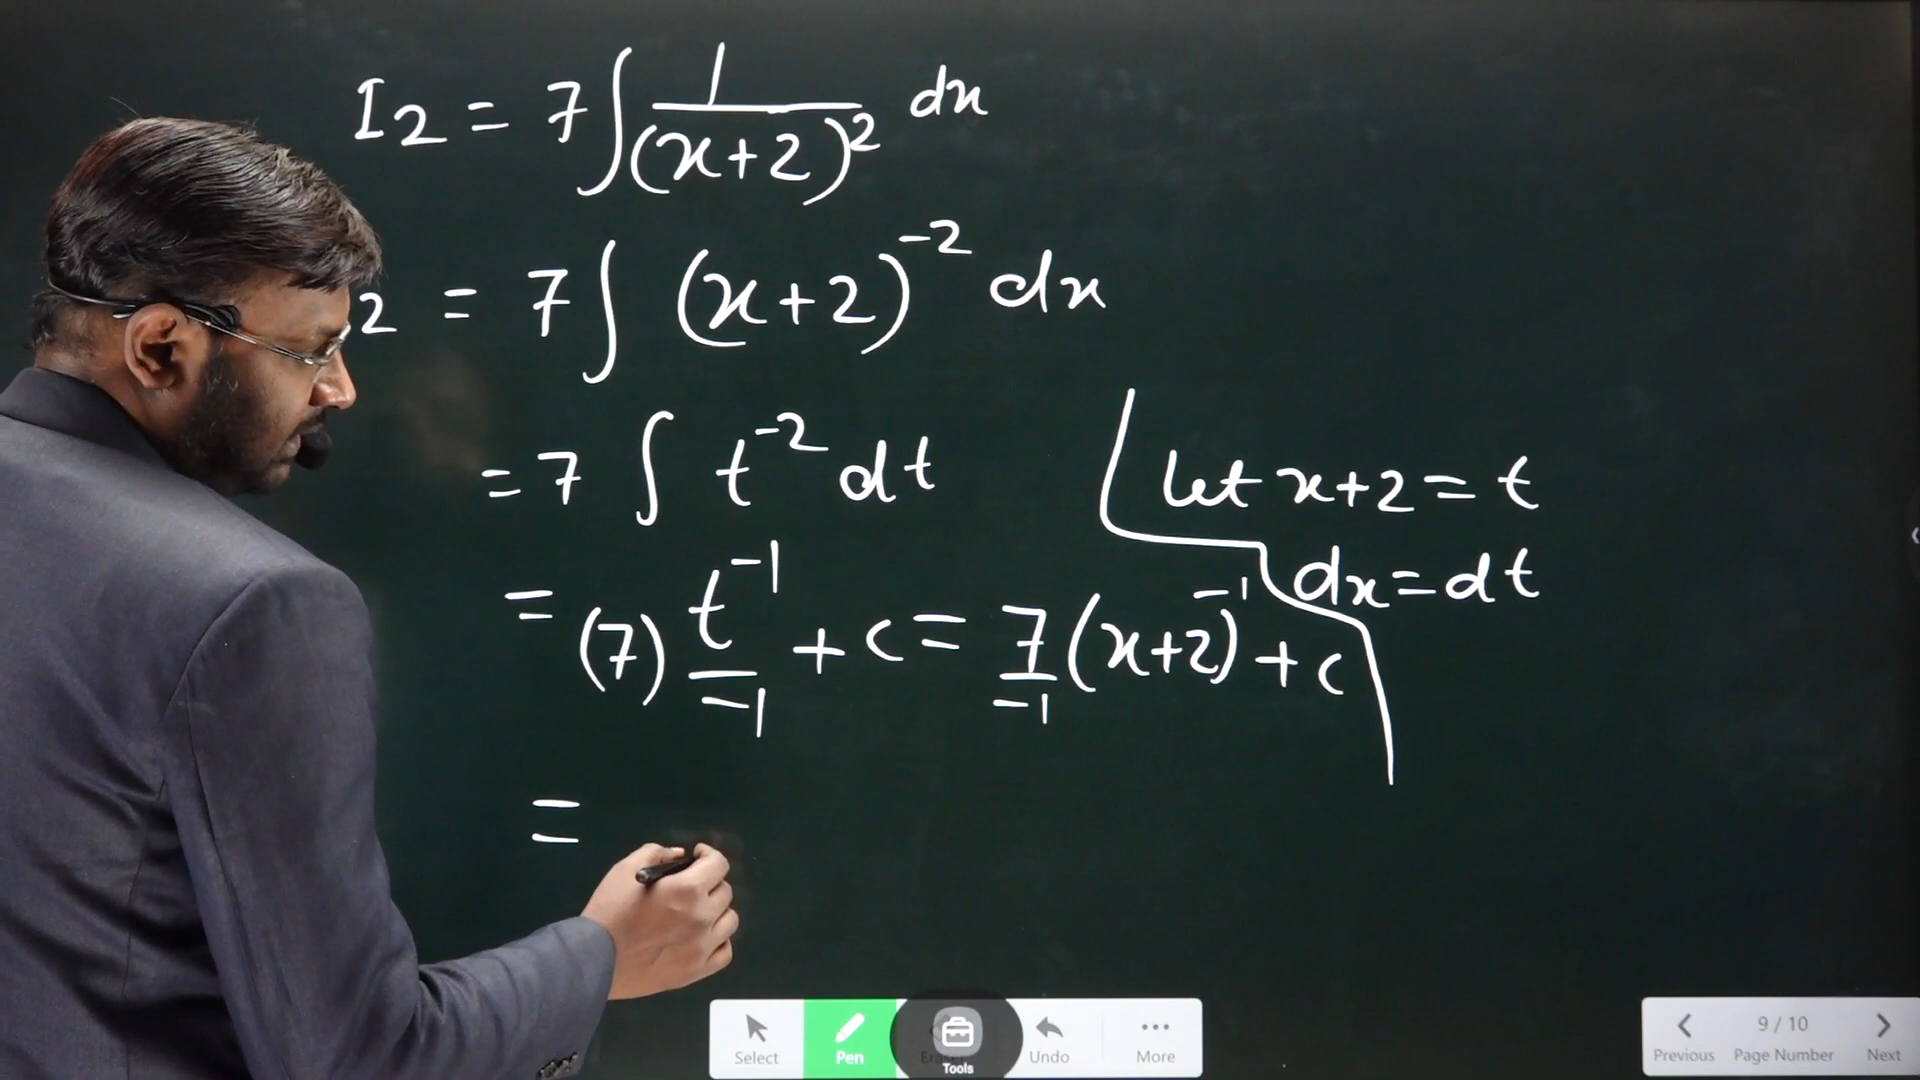 I2 = 7∫ 1/(x+2)² dx
2 = 7∫ (x+2)⁻² dx
= 7 ∫ t⁻² dt
let x+2 = t
dx = dt
= (7) t⁻¹/-1 + c = 7/-1 (x+2)⁻¹ + c
=
Select Pen Tools Undo More
Previous 9 / 10 Page Number Next